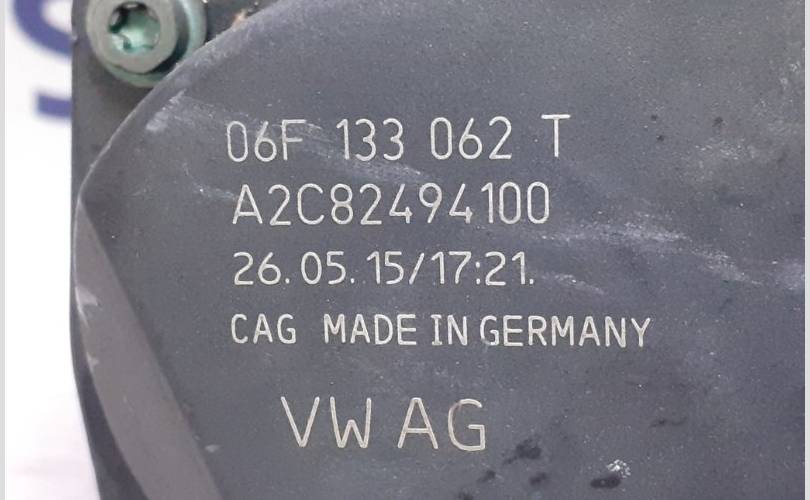 06F 133 062 T
A2C82494100
26.05.15/17:21.
CAG MADE IN GERMANY
VW AG